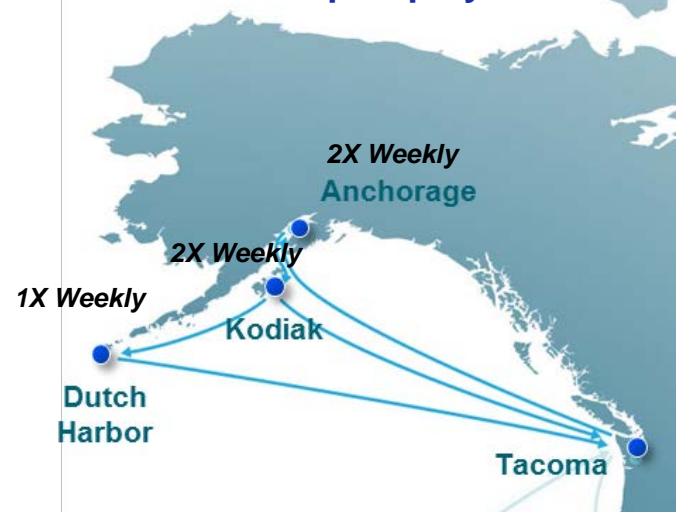 2X Weekly
Anchorage
2X Weekly
1X Weekly
Kodiak
Dutch
Harbor
Tacoma